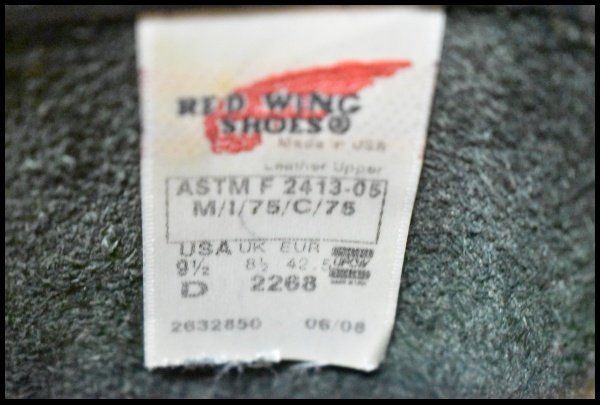 RED WING
SHOES®
Made in USA
Leather Upper
ASTM F 2413-05
M/I/75/C/75
USA UK EUR
9½ 8½ 42.5
D 2268
UFCW
2632850 06/08